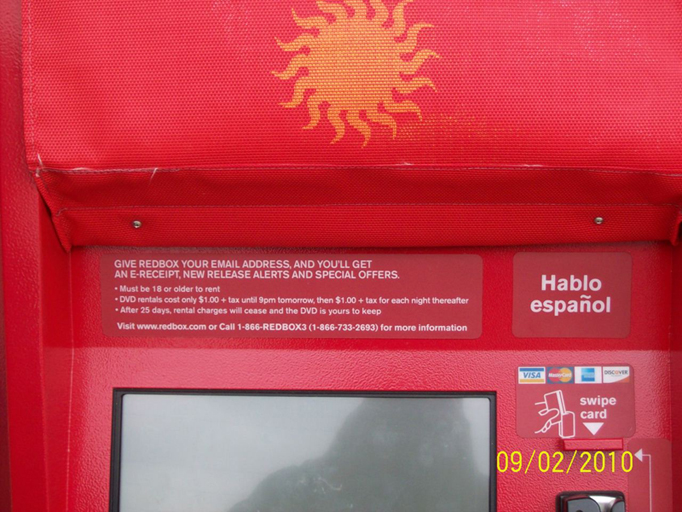 GIVE REDBOX YOUR EMAIL ADDRESS, AND YOU'LL GET
AN E-RECEIPT, NEW RELEASE ALERTS AND SPECIAL OFFERS.
• Must be 18 or older to rent
• DVD rentals cost only $1.00 + tax until 9pm tomorrow, then $1.00 + tax for each night thereafter
• After 25 days, rental charges will cease and the DVD is yours to keep
Visit www.redbox.com or Call 1-866-REDBOX3 (1-866-733-2693) for more information
Hablo
español
VISA MasterCard DISCOVER
swipe
card
09/02/2010